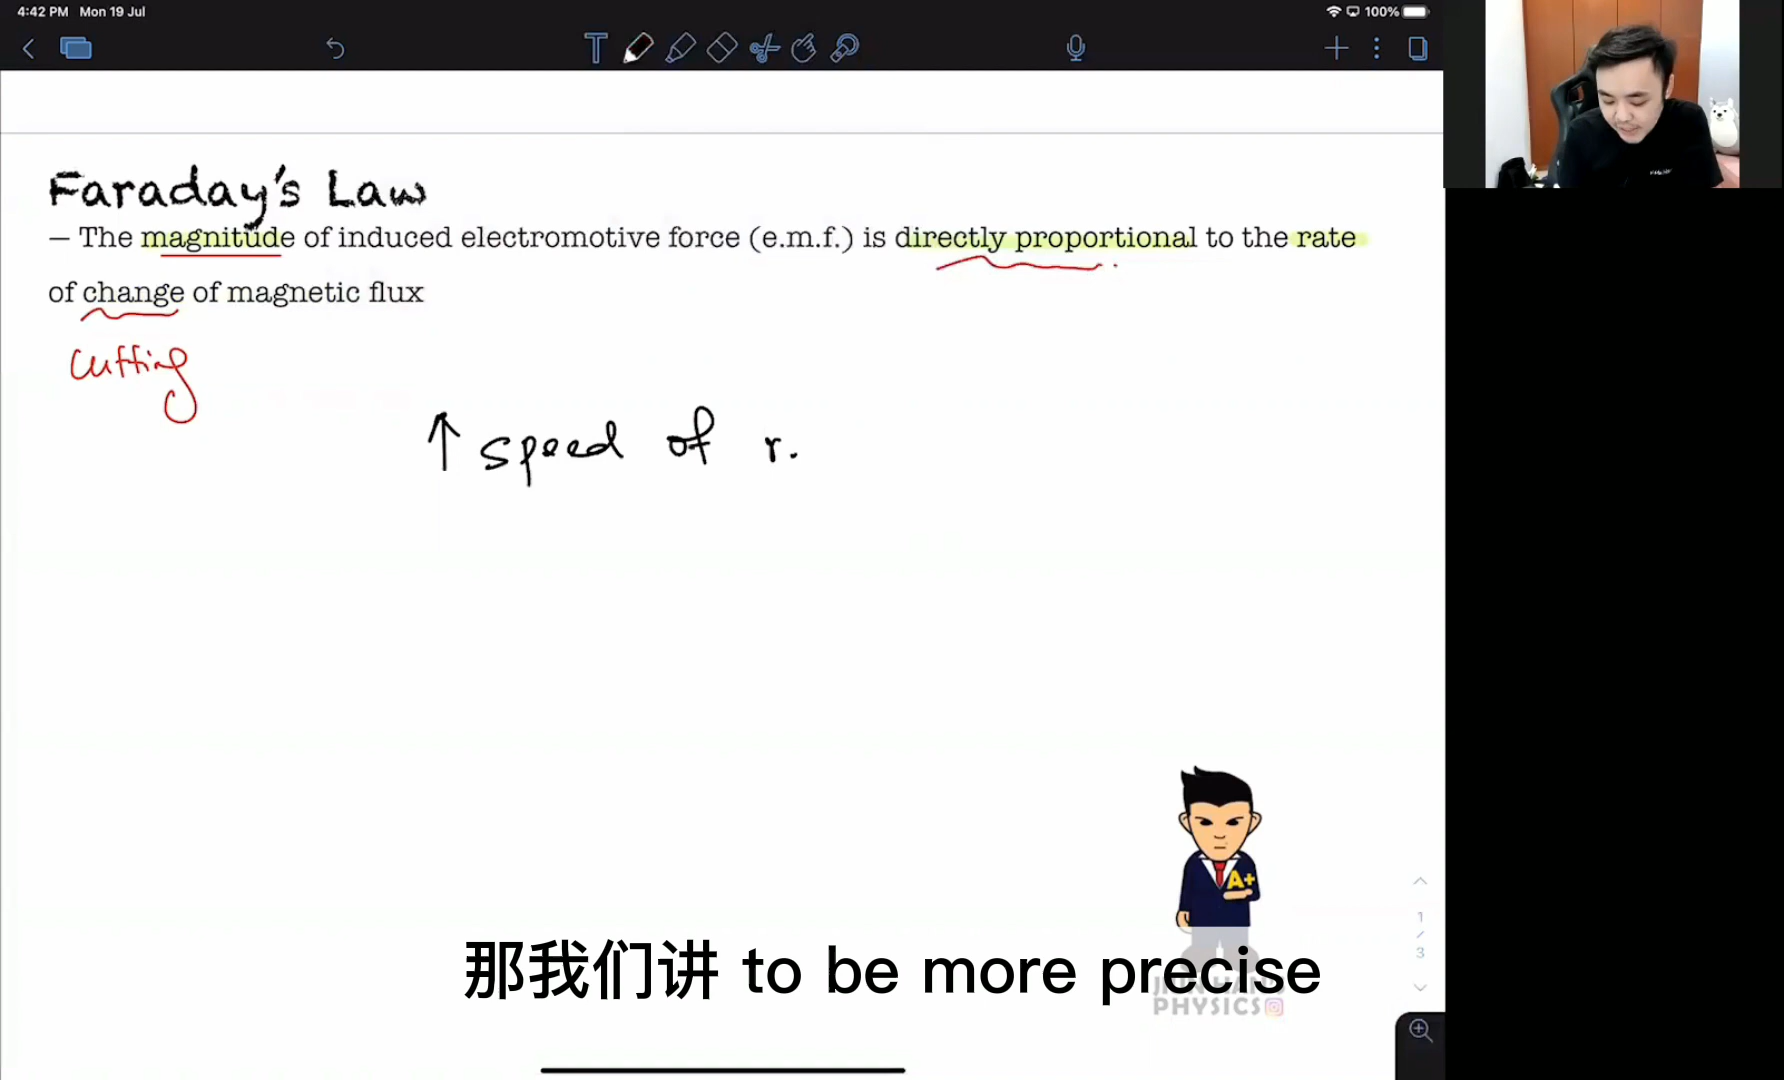 4:42 PM Mon 19 Jul
100%
Faraday's Law
– The magnitude of induced electromotive force (e.m.f.) is directly proportional to the rate
of change of magnetic flux
Cutting
↑ speed of r.
A+
1
/
3
那我们讲 to be more precise
PHYSICS